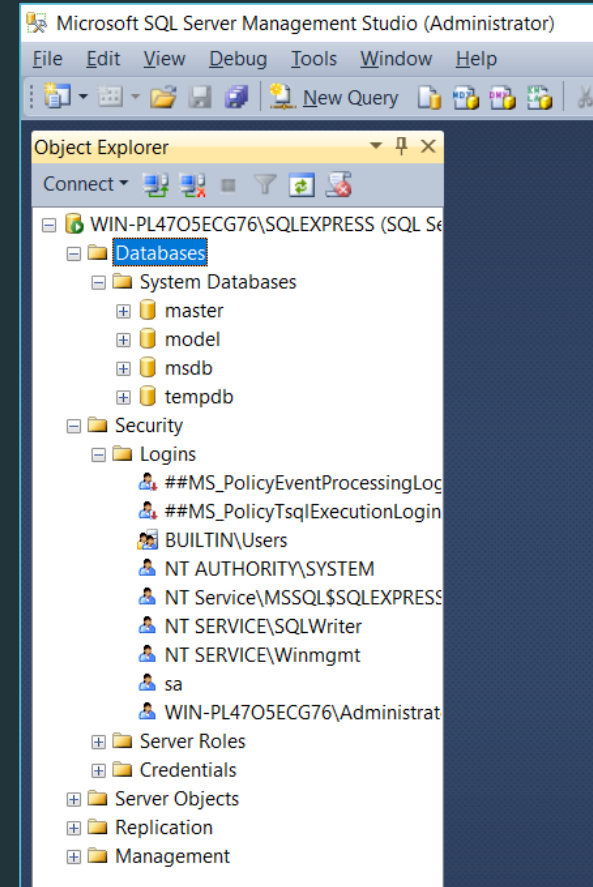 Microsoft SQL Server Management Studio (Administrator)
File Edit View Debug Tools Window Help
New Query
Object Explorer
Connect
WIN-PL47O5ECG76\SQLEXPRESS (SQL Se
Databases
System Databases
master
model
msdb
tempdb
Security
Logins
##MS_PolicyEventProcessingLog
##MS_PolicyTsqlExecutionLogin
BUILTIN\Users
NT AUTHORITY\SYSTEM
NT Service\MSSQL$SQLEXPRESS
NT SERVICE\SQLWriter
NT SERVICE\Winmgmt
sa
WIN-PL47O5ECG76\Administrat
Server Roles
Credentials
Server Objects
Replication
Management